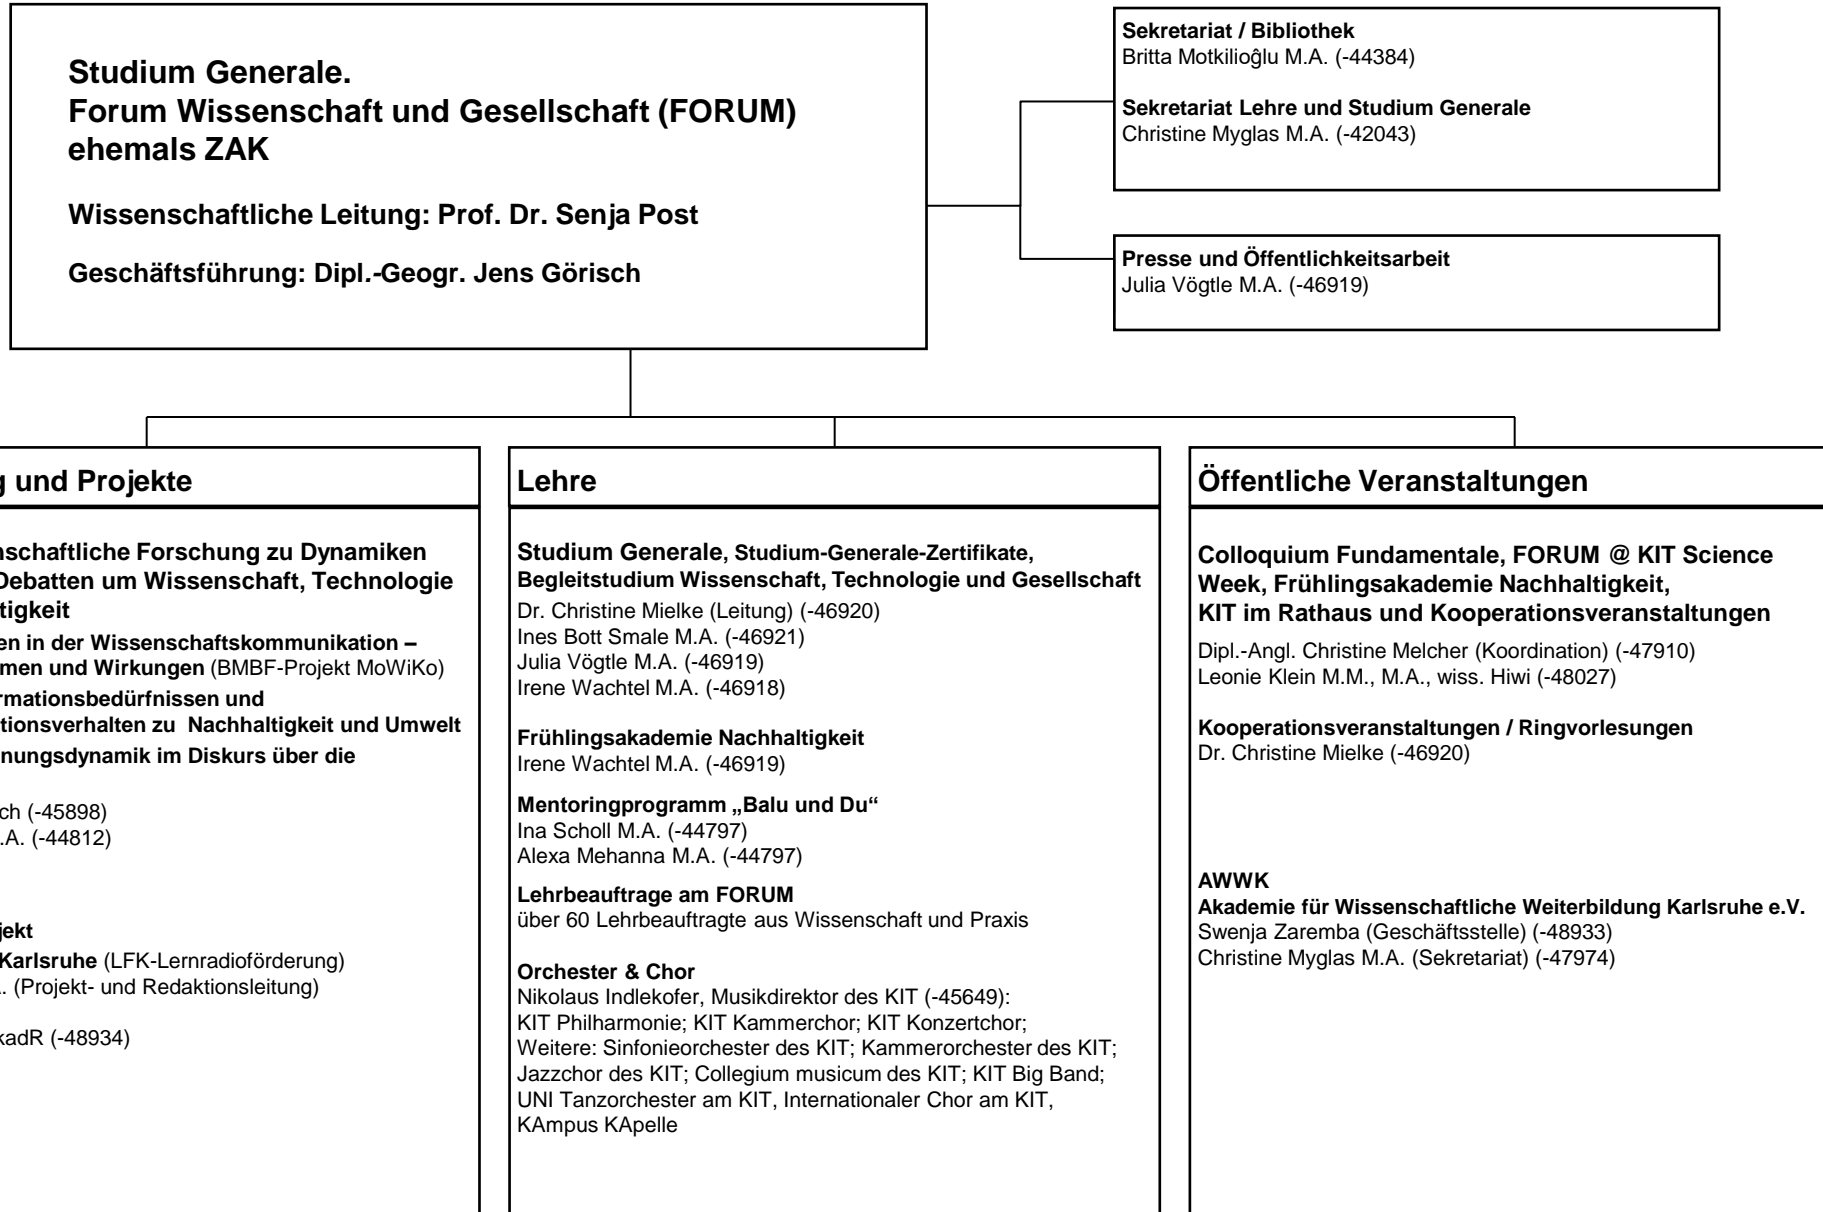 Studium Generale.
Forum Wissenschaft und Gesellschaft (FORUM)
ehemals ZAK
Wissenschaftliche Leitung: Prof. Dr. Senja Post
Geschäftsführung: Dipl.-Geogr. Jens Görisch
Sekretariat / Bibliothek
Britta Motkilioĝlu M.A. (-44384)
Sekretariat Lehre und Studium Generale
Christine Myglas M.A. (-42043)
Presse und Öffentlichkeitsarbeit
Julia Vögtle M.A. (-46919)
g und Projekte
nschaftliche Forschung zu Dynamiken
Debatten um Wissenschaft, Technologie
tigkeit
en in der Wissenschaftskommunikation –
men und Wirkungen (BMBF-Projekt MoWiKo)
rmationsbedürfnissen und
tionsverhalten zu Nachhaltigkeit und Umwelt
nungsdynamik im Diskurs über die
ch (-45898)
.A. (-44812)
jekt
Karlsruhe (LFK-Lernradioförderung)
. (Projekt- und Redaktionsleitung)
kadR (-48934)
Lehre
Studium Generale, Studium-Generale-Zertifikate,
Begleitstudium Wissenschaft, Technologie und Gesellschaft
Dr. Christine Mielke (Leitung) (-46920)
Ines Bott Smale M.A. (-46921)
Julia Vögtle M.A. (-46919)
Irene Wachtel M.A. (-46918)
Frühlingsakademie Nachhaltigkeit
Irene Wachtel M.A. (-46919)
Mentoringprogramm „Balu und Du“
Ina Scholl M.A. (-44797)
Alexa Mehanna M.A. (-44797)
Lehrbeauftrage am FORUM
über 60 Lehrbeauftragte aus Wissenschaft und Praxis
Orchester & Chor
Nikolaus Indlekofer, Musikdirektor des KIT (-45649):
KIT Philharmonie; KIT Kammerchor; KIT Konzertchor;
Weitere: Sinfonieorchester des KIT; Kammerorchester des KIT;
Jazzchor des KIT; Collegium musicum des KIT; KIT Big Band;
UNI Tanzorchester am KIT, Internationaler Chor am KIT,
KAmpus KApelle
Öffentliche Veranstaltungen
Colloquium Fundamentale, FORUM @ KIT Science
Week, Frühlingsakademie Nachhaltigkeit,
KIT im Rathaus und Kooperationsveranstaltungen
Dipl.-Angl. Christine Melcher (Koordination) (-47910)
Leonie Klein M.M., M.A., wiss. Hiwi (-48027)
Kooperationsveranstaltungen / Ringvorlesungen
Dr. Christine Mielke (-46920)
AWWK
Akademie für Wissenschaftliche Weiterbildung Karlsruhe e.V.
Swenja Zaremba (Geschäftsstelle) (-48933)
Christine Myglas M.A. (Sekretariat) (-47974)